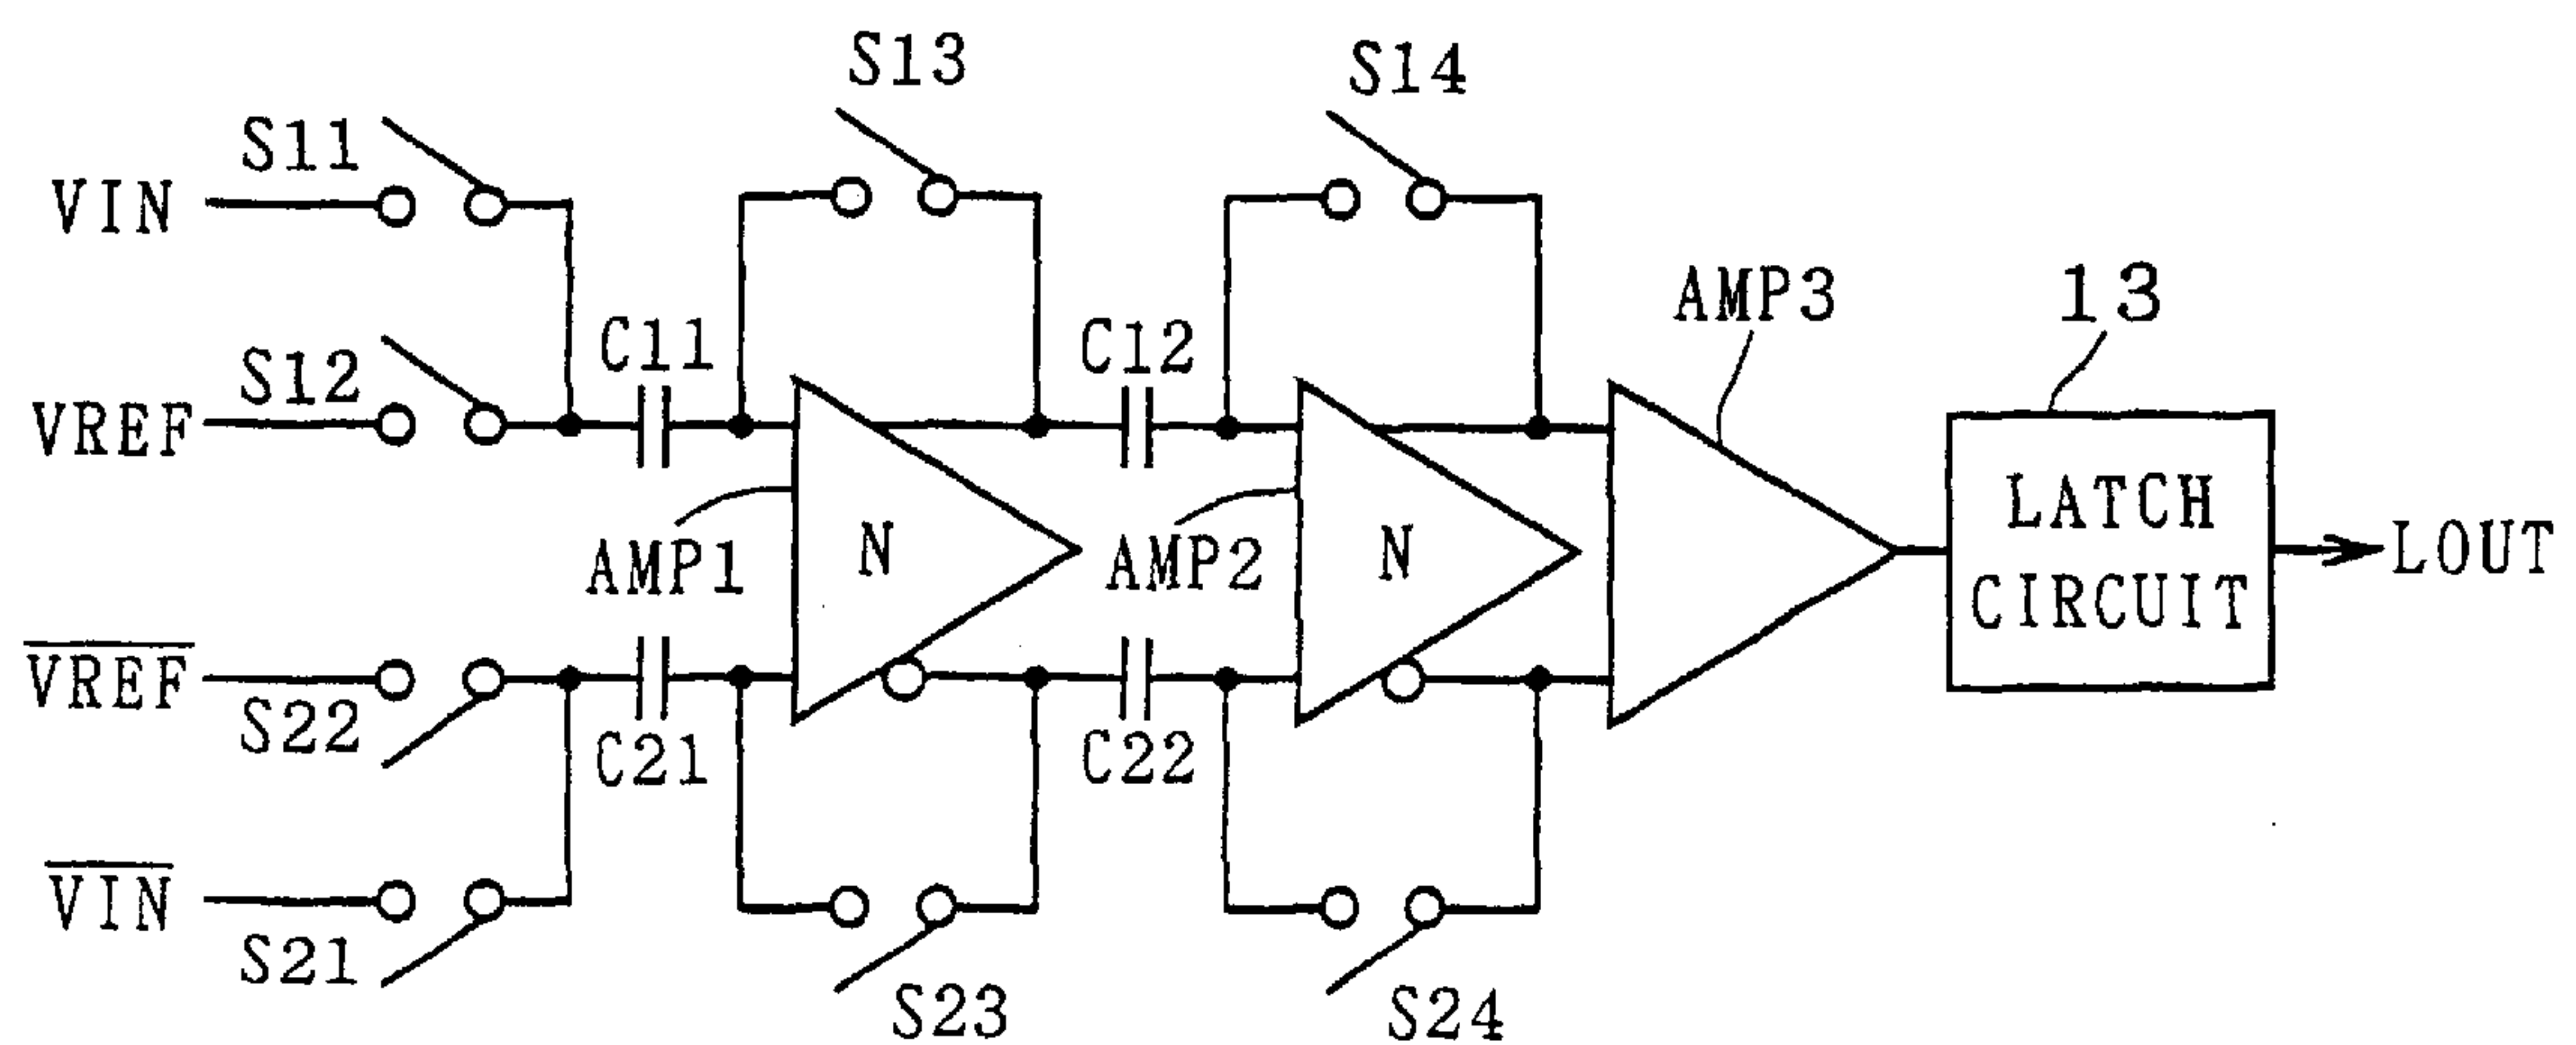 S13
S14
S11
VIN
AMP3
13
C11
C12
S12
VREF
LATCH
CIRCUIT
N
N
AMP1
AMP2
LOUT
VREF
S22
C21
C22
VIN
S21
S23
S24